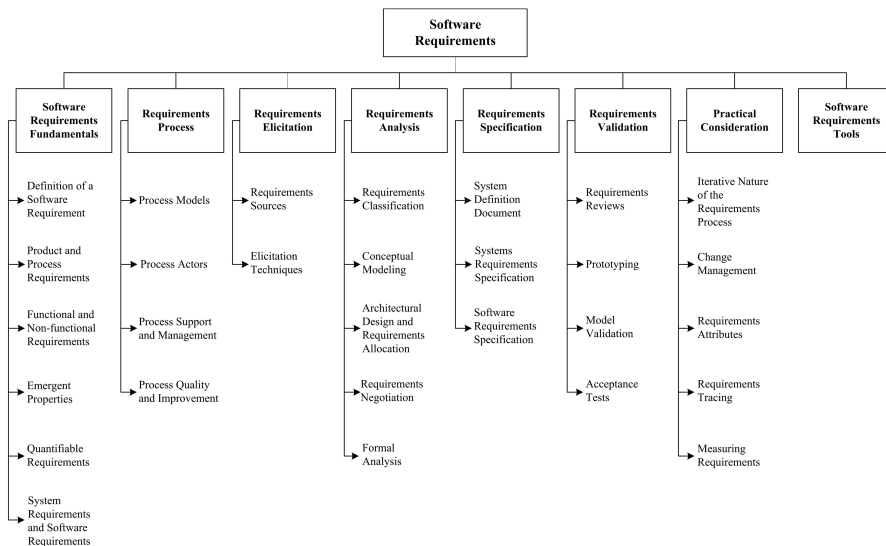 Software
Requirements
Software
Requirements
Fundamentals
Requirements
Process
Requirements
Elicitation
Requirements
Analysis
Requirements
Specification
Requirements
Validation
Practical
Consideration
Software
Requirements
Tools
Definition of a
Software
Requirement
Product and
Process
Requirements
Functional and
Non-functional
Requirements
Emergent
Properties
Quantifiable
Requirements
System
Requirements
and Software
Requirements
Process Models
Process Actors
Process Support
and Management
Process Quality
and Improvement
Requirements
Sources
Elicitation
Techniques
Requirements
Classification
Conceptual
Modeling
Architectural
Design and
Requirements
Allocation
Requirements
Negotiation
Formal
Analysis
System
Definition
Document
Systems
Requirements
Specification
Software
Requirements
Specification
Requirements
Reviews
Prototyping
Model
Validation
Acceptance
Tests
Iterative Nature
of the
Requirements
Process
Change
Management
Requirements
Attributes
Requirements
Tracing
Measuring
Requirements